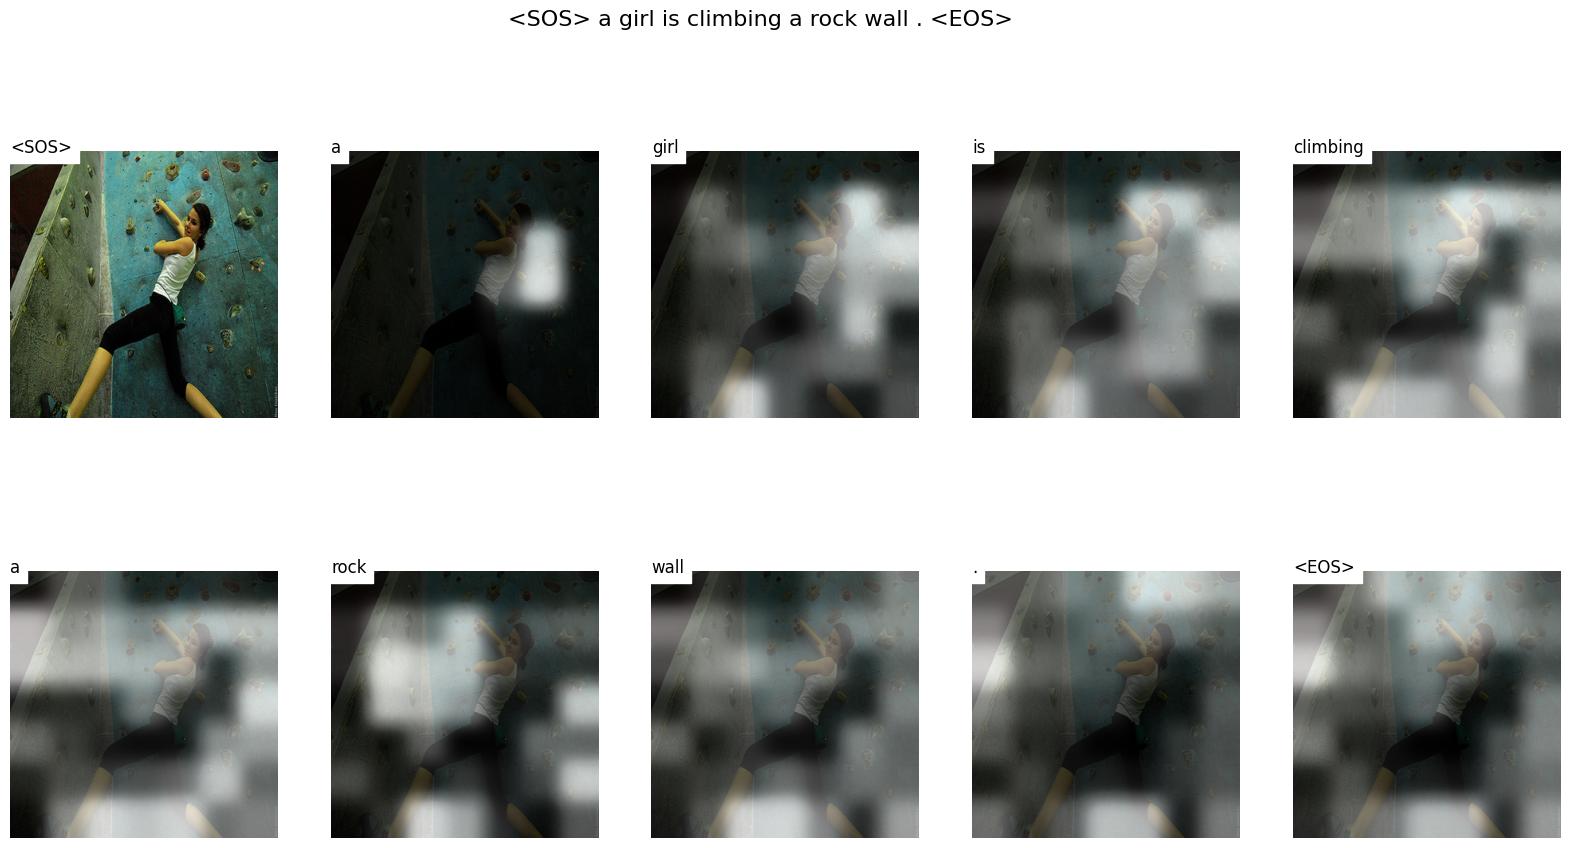 <SOS> a girl is climbing a rock wall . <EOS>
<SOS> a girl is climbing
a rock wall . <EOS>